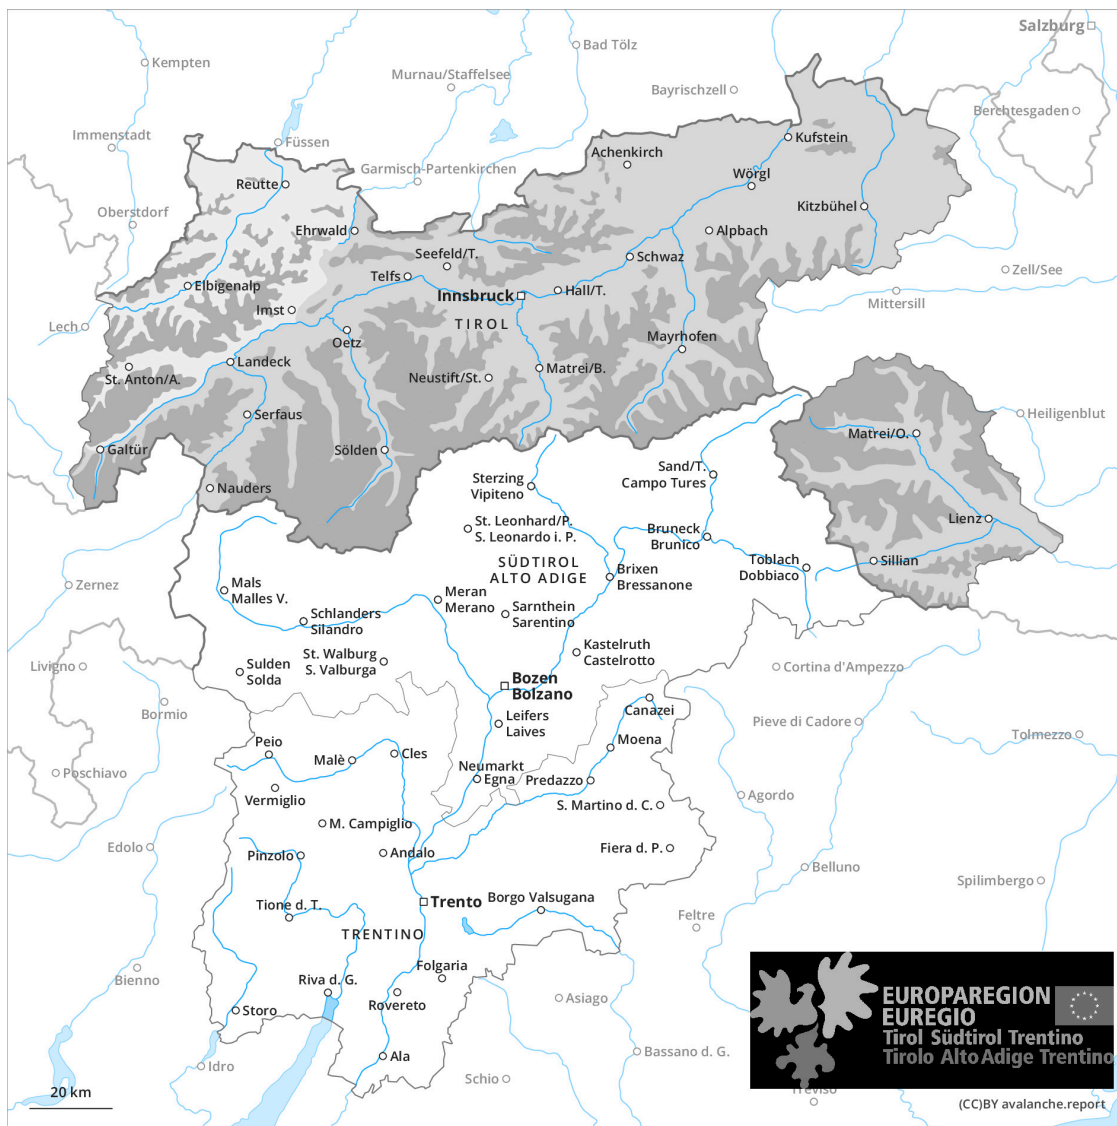 Salzburg
Bad Tölz
Kempten
Murnau/Staffelsee
Bayrischzell
Berchtesgaden
Immenstadt
Füssen
Kufstein
Achenkirch
Garmisch-Partenkirchen
Wörgl
Reutte
Kitzbühel
Oberstdorf
Ehrwald
Alpbach
Seefeld/T.
Schwaz
Zell/See
Telfs
Elbigenalp
Hall/T.
Innsbruck
Mittersill
Imst
Lech
TIROL
Oetz
Mayrhofen
Landeck
Matrei/B.
St. Anton/A.
Neustift/St.
Serfaus
Heiligenblut
Matrei/O.
Galtür
Sölden
Sand/T.
Campo Tures
Sterzing
Vipiteno
Nauders
Lienz
St. Leonhard/P.
S. Leonardo i. P.
Bruneck
Brunico
SÜDTIROL
ALTO ADIGE
Toblach
Dobbiaco
Sillian
Brixen
Bressanone
Zernez
Mals
Malles V.
Meran
Merano
Schlanders
Silandro
Sarnthein
Sarentino
Kastelruth
Castelrotto
St. Walburg
S. Valburga
Livigno
Sulden
Solda
Cortina d'Ampezzo
Bozen
Bolzano
Bormio
Canazei
Leifers
Laives
Pieve di Cadore
Tolmezzo
Peio
Moena
Cles
Malè
Neumarkt
Egna
Poschiavo
Predazzo
Vermiglio
Agordo
S. Martino d. C.
M. Campiglio
Edolo
Pinzolo
Andalo
Fiera d. P.
Belluno
Spilimbergo
Trento
Borgo Valsugana
Tione d. T.
Feltre
TRENTINO
Bienno
Folgaria
Riva d. G.
Rovereto
Asiago
Storo
EUROPAREGION
EUREGIO
Tirol Südtirol Trentino
Tirolo Alto Adige Trentino
Ala
Bassano d. G.
Idro
Schio
Treviso
20 km
(CC)BY avalanche.report